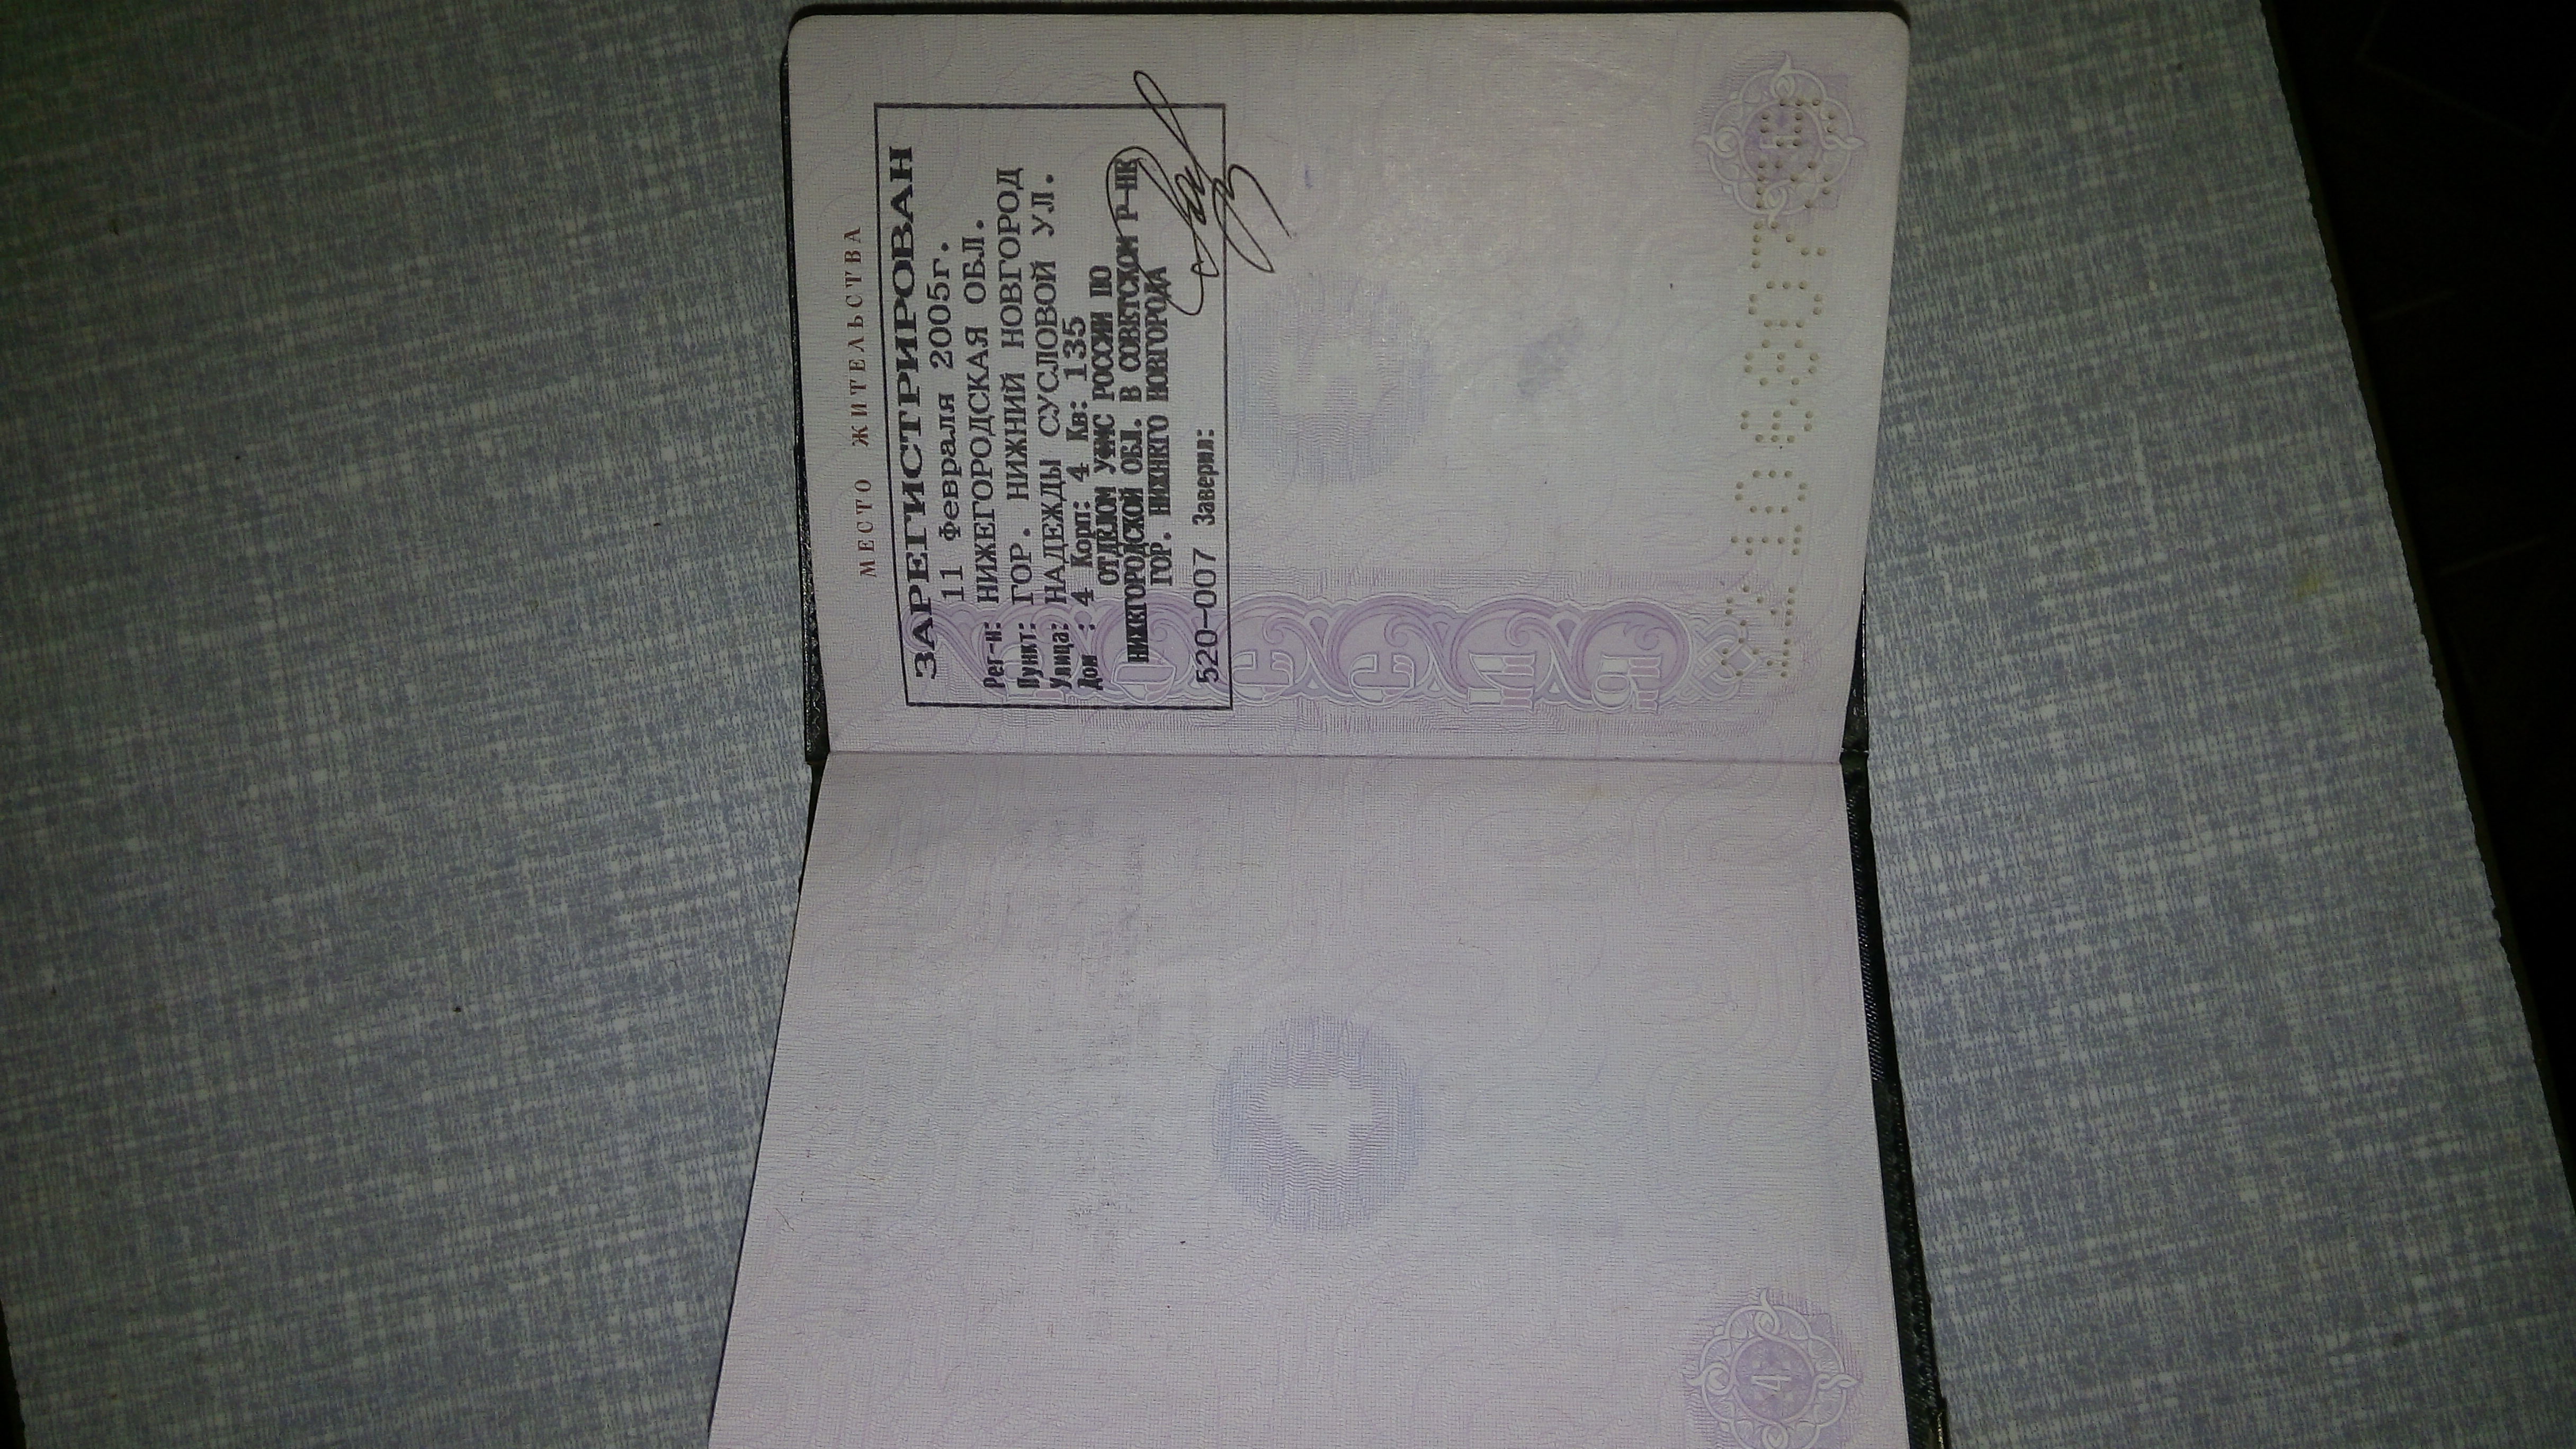 МЕСТО ЖИТЕЛЬСТВА
ЗАРЕГИСТРИРОВАН
11 Февраля 2005г.
Рег-н: НИЖЕГОРОДСКАЯ ОБЛ.
Пункт: ГОР. НИЖНИЙ НОВГОРОД
Улица: НАДЕЖДЫ СУСЛОВОЙ УЛ.
Дом : 4 Корп: 4 Кв: 135
ОТДЕЛОМ УФМС РОССИИ ПО
НИЖЕГОРОДСКОЙ ОБЛ. В СОВЕТСКОМ Р-НЕ
ГОР. НИЖНЕГО НОВГОРОДА
520-007 Заверил:
5
4
4